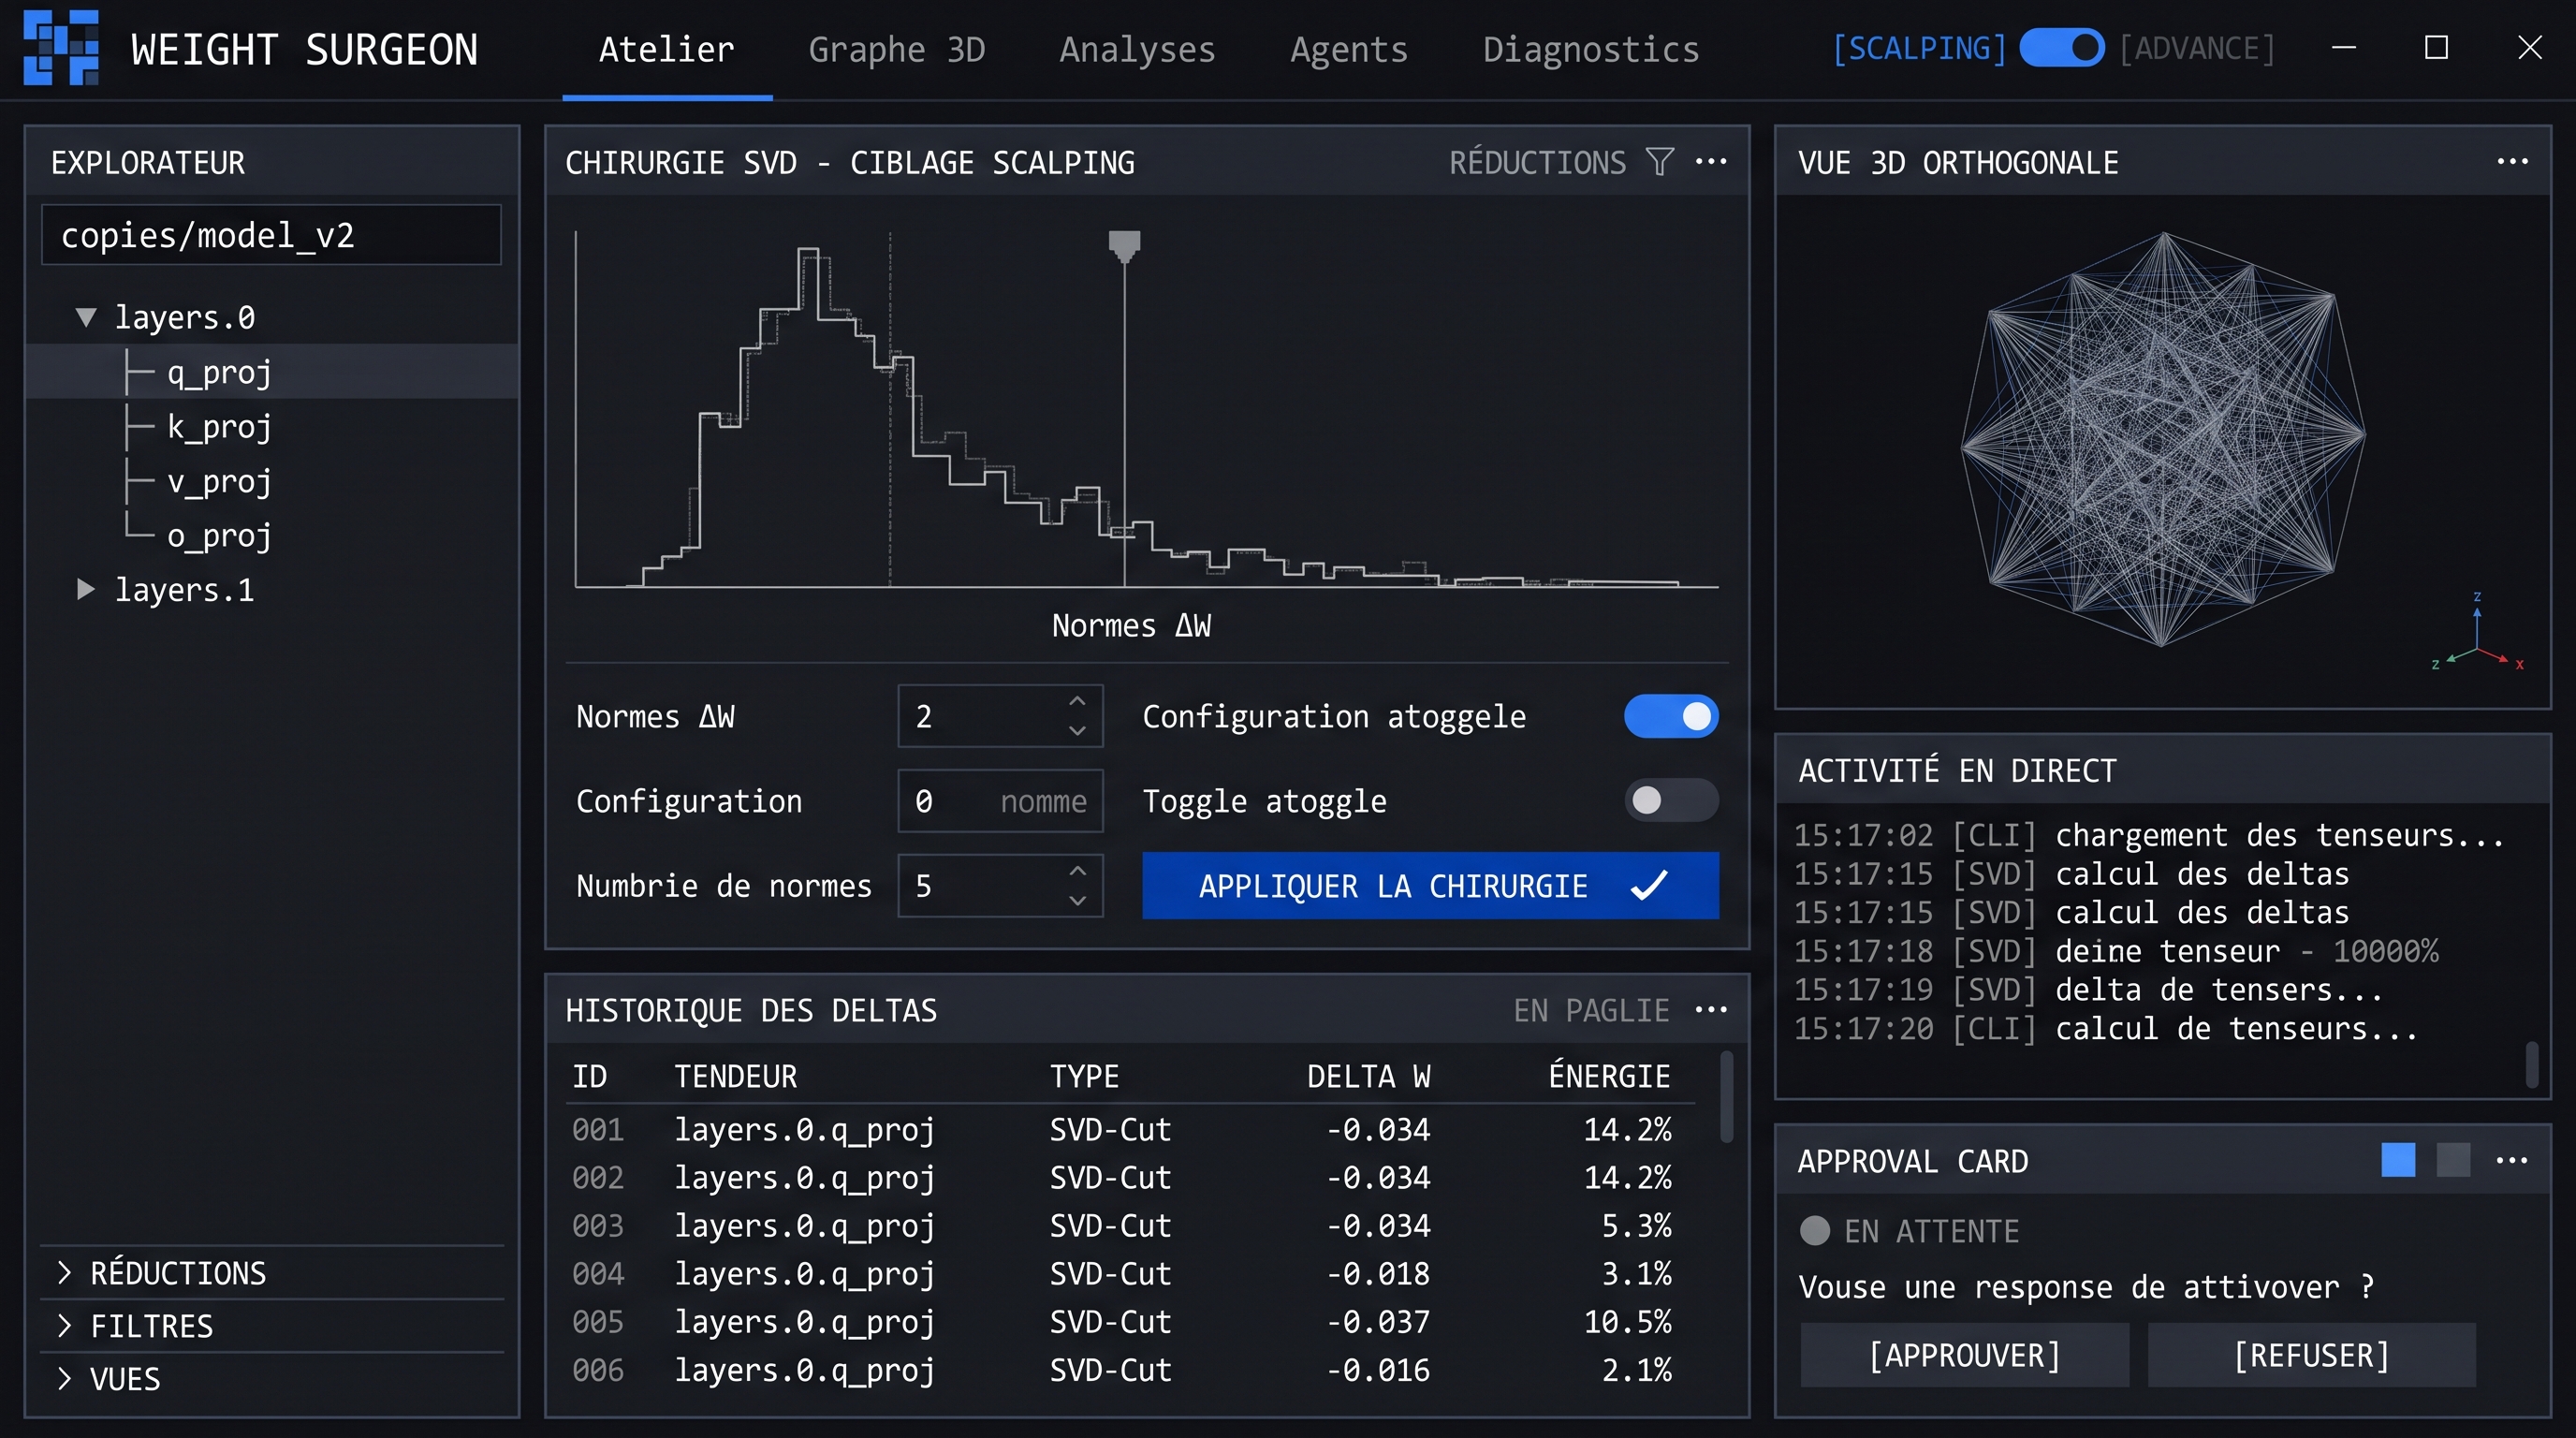 WEIGHT SURGEON
Atelier
Graphe 3D
Analyses
Agents
Diagnostics
[SCALPING]
[ADVANCE]
EXPLORATEUR
copies/model_v2
layers.0
q_proj
k_proj
v_proj
o_proj
layers.1
RÉDUCTIONS
FILTRES
VUES
CHIRURGIE SVD - CIBLAGE SCALPING
RÉDUCTIONS
Normes ΔW
Normes ΔW 2
Configuration atoggele
Configuration 0 nomme
Toggle atoggle
Numbrie de normes 5
APPLIQUER LA CHIRURGIE
HISTORIQUE DES DELTAS
EN PAGLIE
ID TENDEUR TYPE DELTA W ÉNERGIE
001 layers.0.q_proj SVD-Cut -0.034 14.2%
002 layers.0.q_proj SVD-Cut -0.034 14.2%
003 layers.0.q_proj SVD-Cut -0.034 5.3%
004 layers.0.q_proj SVD-Cut -0.018 3.1%
005 layers.0.q_proj SVD-Cut -0.037 10.5%
006 layers.0.q_proj SVD-Cut -0.016 2.1%
VUE 3D ORTHOGONALE
z
z
x
ACTIVITÉ EN DIRECT
15:17:02 [CLI] chargement des tenseurs...
15:17:15 [SVD] calcul des deltas
15:17:15 [SVD] calcul des deltas
15:17:18 [SVD] deine tenseur - 10000%
15:17:19 [SVD] delta de tensers...
15:17:20 [CLI] calcul de tenseurs...
APPROVAL CARD
EN ATTENTE
Vouse une response de attivover ?
[APPROUVER]
[REFUSER]